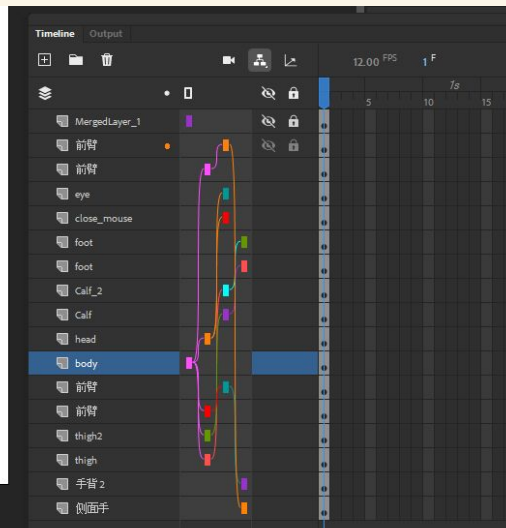 Timeline Output
12.00 FPS 1 F
1s
5 10 15
MergedLayer_1
前臂
前臂
eye
close_mouse
foot
foot
Calf_2
Calf
head
body
前臂
前臂
thigh2
thigh
手背 2
侧面手